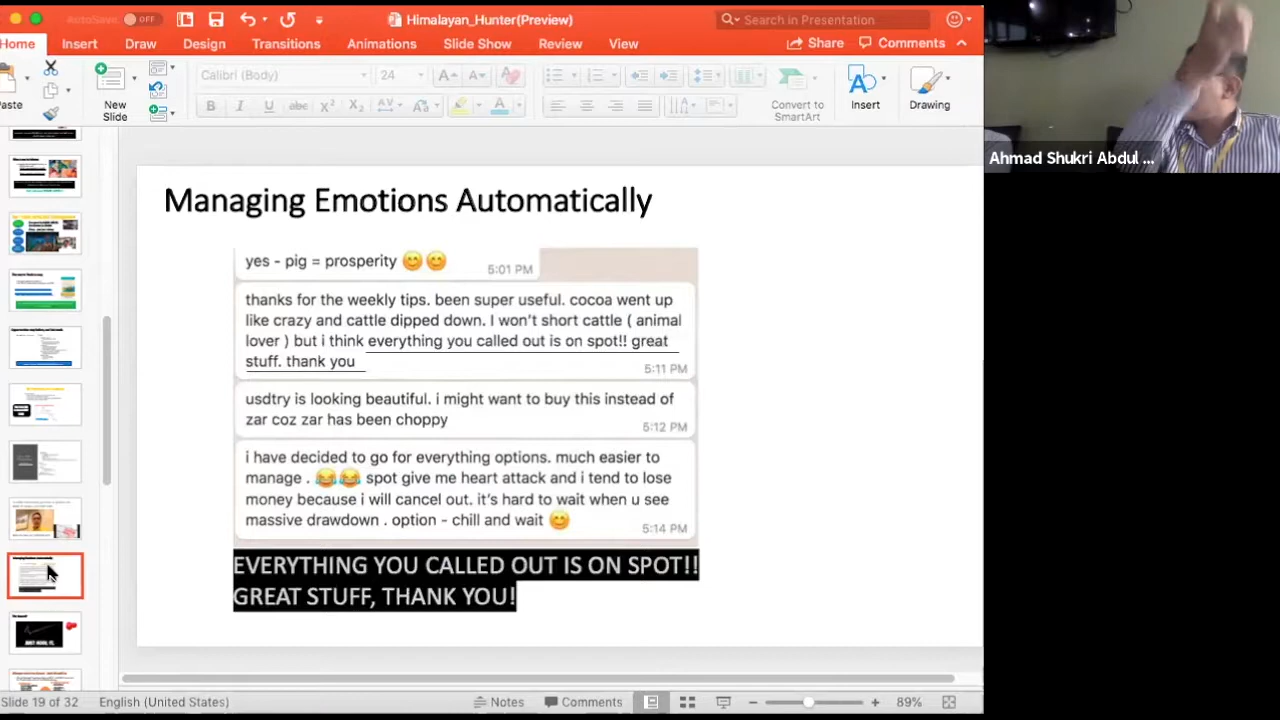 AutoSave OFF
Himalayan_Hunter(Preview)
Search in Presentation
Home Insert Draw Design Transitions Animations Slide Show Review View
Share Comments
Paste
New
Slide
Calibri (Body) 24
B I U abc X² X₂ AV Aa A
Convert to
SmartArt
Insert
Drawing
Managing Emotions Automatically
yes - pig = prosperity 😊 😊
5:01 PM
thanks for the weekly tips. been super useful. cocoa went up
like crazy and cattle dipped down. I won't short cattle ( animal
lover ) but i think everything you called out is on spot!! great
stuff. thank you
5:11 PM
usdtry is looking beautiful. i might want to buy this instead of
zar coz zar has been choppy
5:12 PM
i have decided to go for everything options. much easier to
manage . 😂😂 spot give me heart attack and i tend to lose
money because i will cancel out. it's hard to wait when u see
massive drawdown . option - chill and wait 😊
5:14 PM
EVERYTHING YOU CALLED OUT IS ON SPOT!!
GREAT STUFF, THANK YOU!
Slide 19 of 32 English (United States)
Notes Comments 89%
Ahmad Shukri Abdul ...